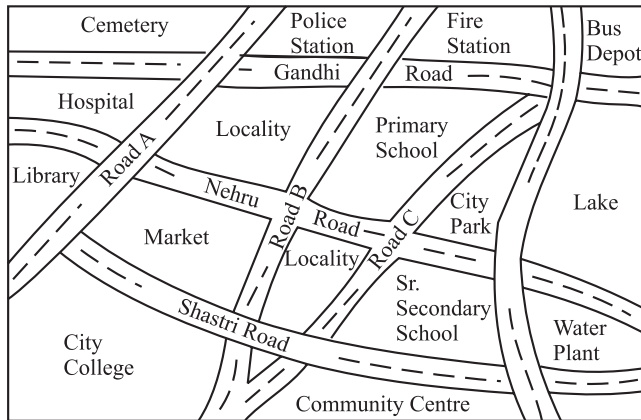 Cemetery
Police
Station
Fire
Station
Bus
Depot
Gandhi Road
Hospital
Locality
Primary
School
Library
Road A
Nehru Road
Road B
Road C
City
Park
Lake
Market
Locality
Sr.
Secondary
School
Shastri Road
Water
Plant
City
College
Community Centre